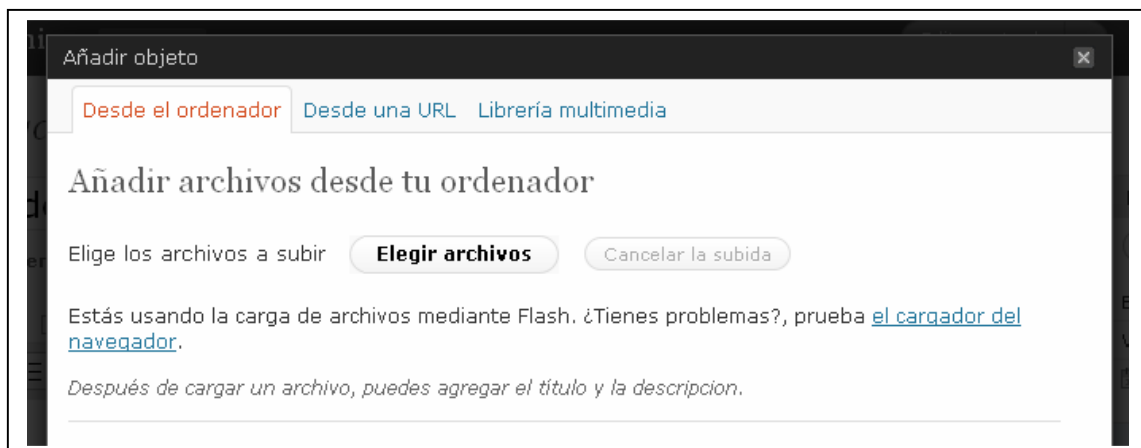 Añadir objeto
Desde el ordenador Desde una URL Librería multimedia
Añadir archivos desde tu ordenador
Elige los archivos a subir Elegir archivos Cancelar la subida
Estás usando la carga de archivos mediante Flash. ¿Tienes problemas?, prueba el cargador del
navegador.
Después de cargar un archivo, puedes agregar el título y la descripcion.